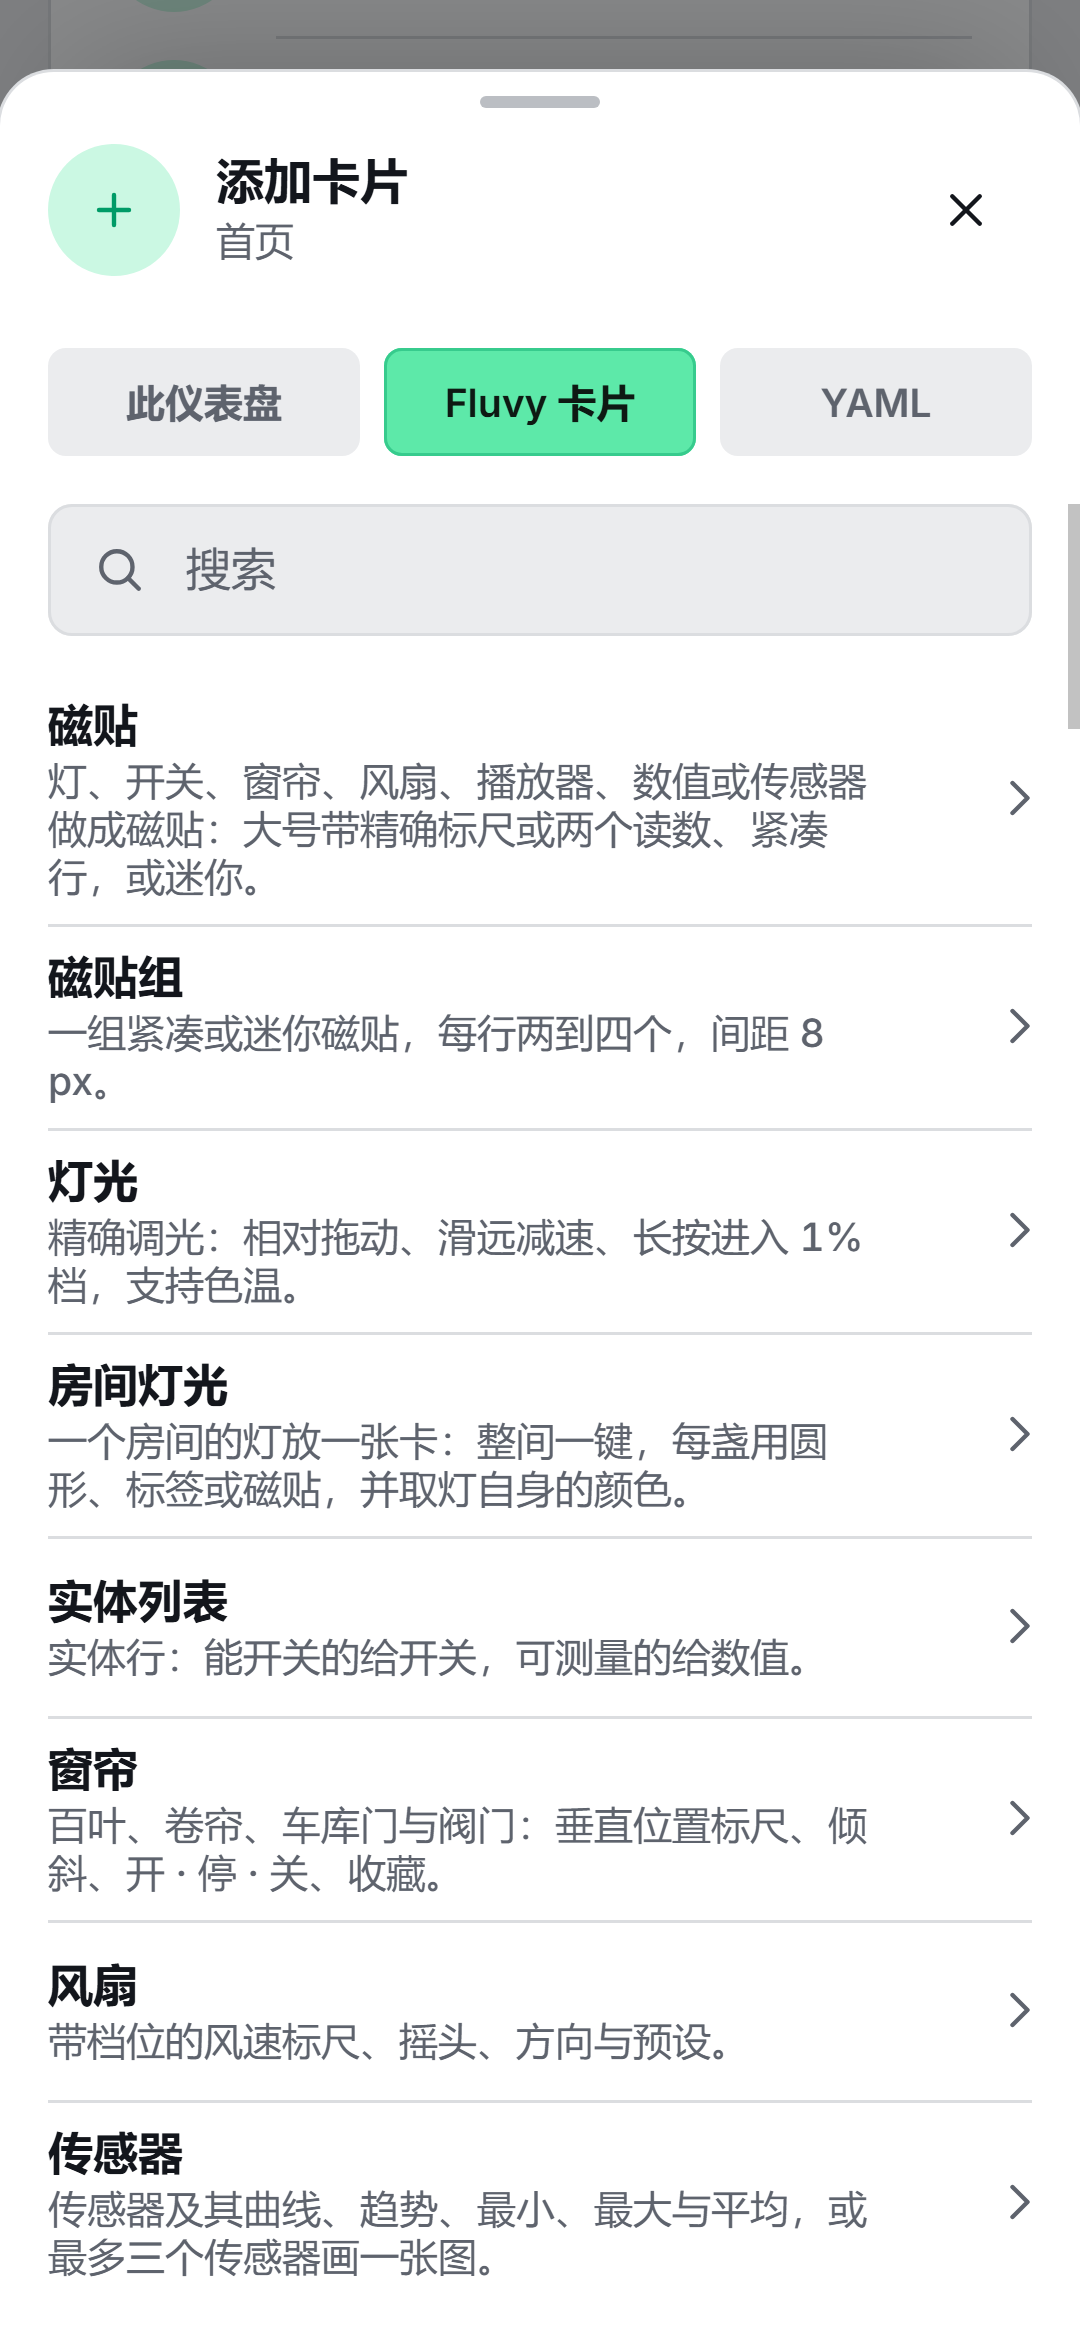 添加卡片
首页
此仪表盘
Fluvy 卡片
YAML
搜索
磁贴
灯、开关、窗帘、风扇、播放器、数值或传感器
做成磁贴：大号带精确标尺或两个读数、紧凑
行，或迷你。
磁贴组
一组紧凑或迷你磁贴，每行两到四个，间距 8
px。
灯光
精确调光：相对拖动、滑远减速、长按进入 1%
档，支持色温。
房间灯光
一个房间的灯放一张卡：整间一键，每盏用圆
形、标签或磁贴，并取灯自身的颜色。
实体列表
实体行：能开关的给开关，可测量的给数值。
窗帘
百叶、卷帘、车库门与阀门：垂直位置标尺、倾
斜、开 · 停 · 关、收藏。
风扇
带档位的风速标尺、摇头、方向与预设。
传感器
传感器及其曲线、趋势、最小、最大与平均，或
最多三个传感器画一张图。